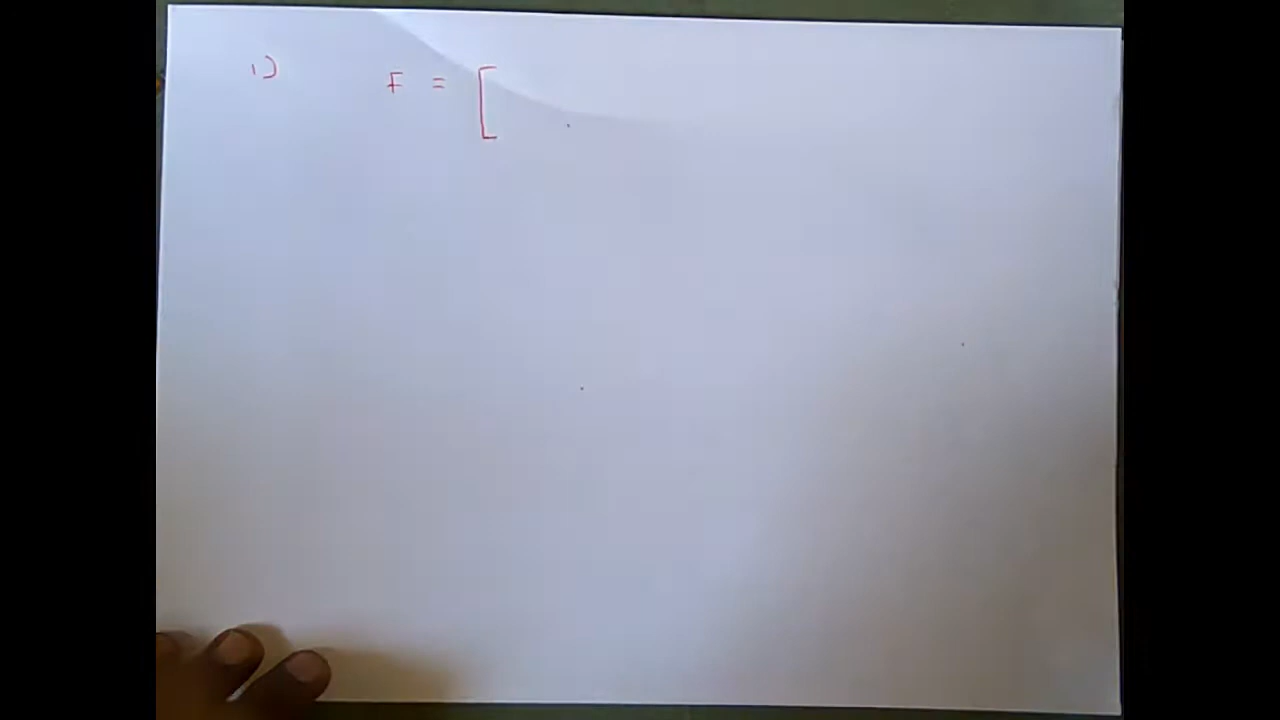 1) F = [